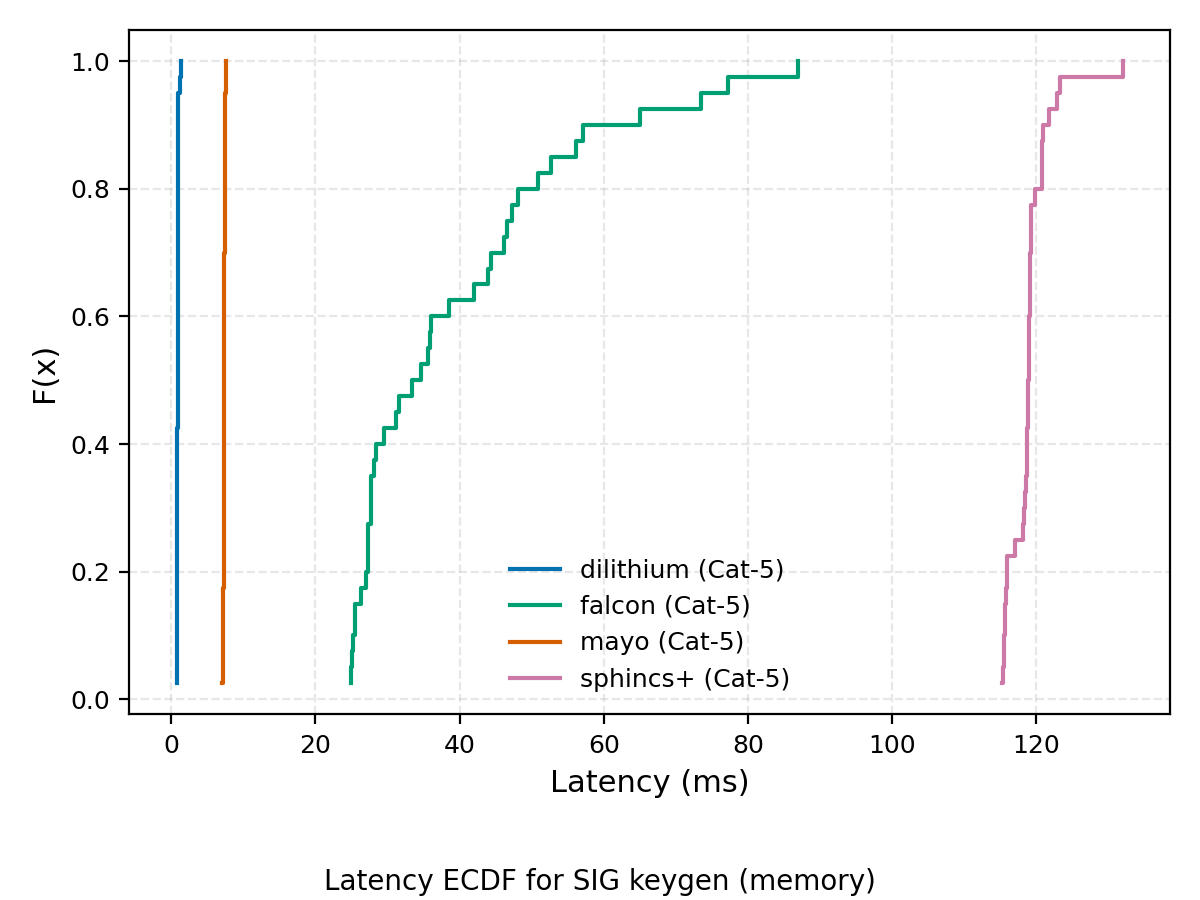 1.0
0.8
0.6
0.4
0.2
0.0
F(x)
dilithium (Cat-5)
falcon (Cat-5)
mayo (Cat-5)
sphincs+ (Cat-5)
0 20 40 60 80 100 120
Latency (ms)
Latency ECDF for SIG keygen (memory)